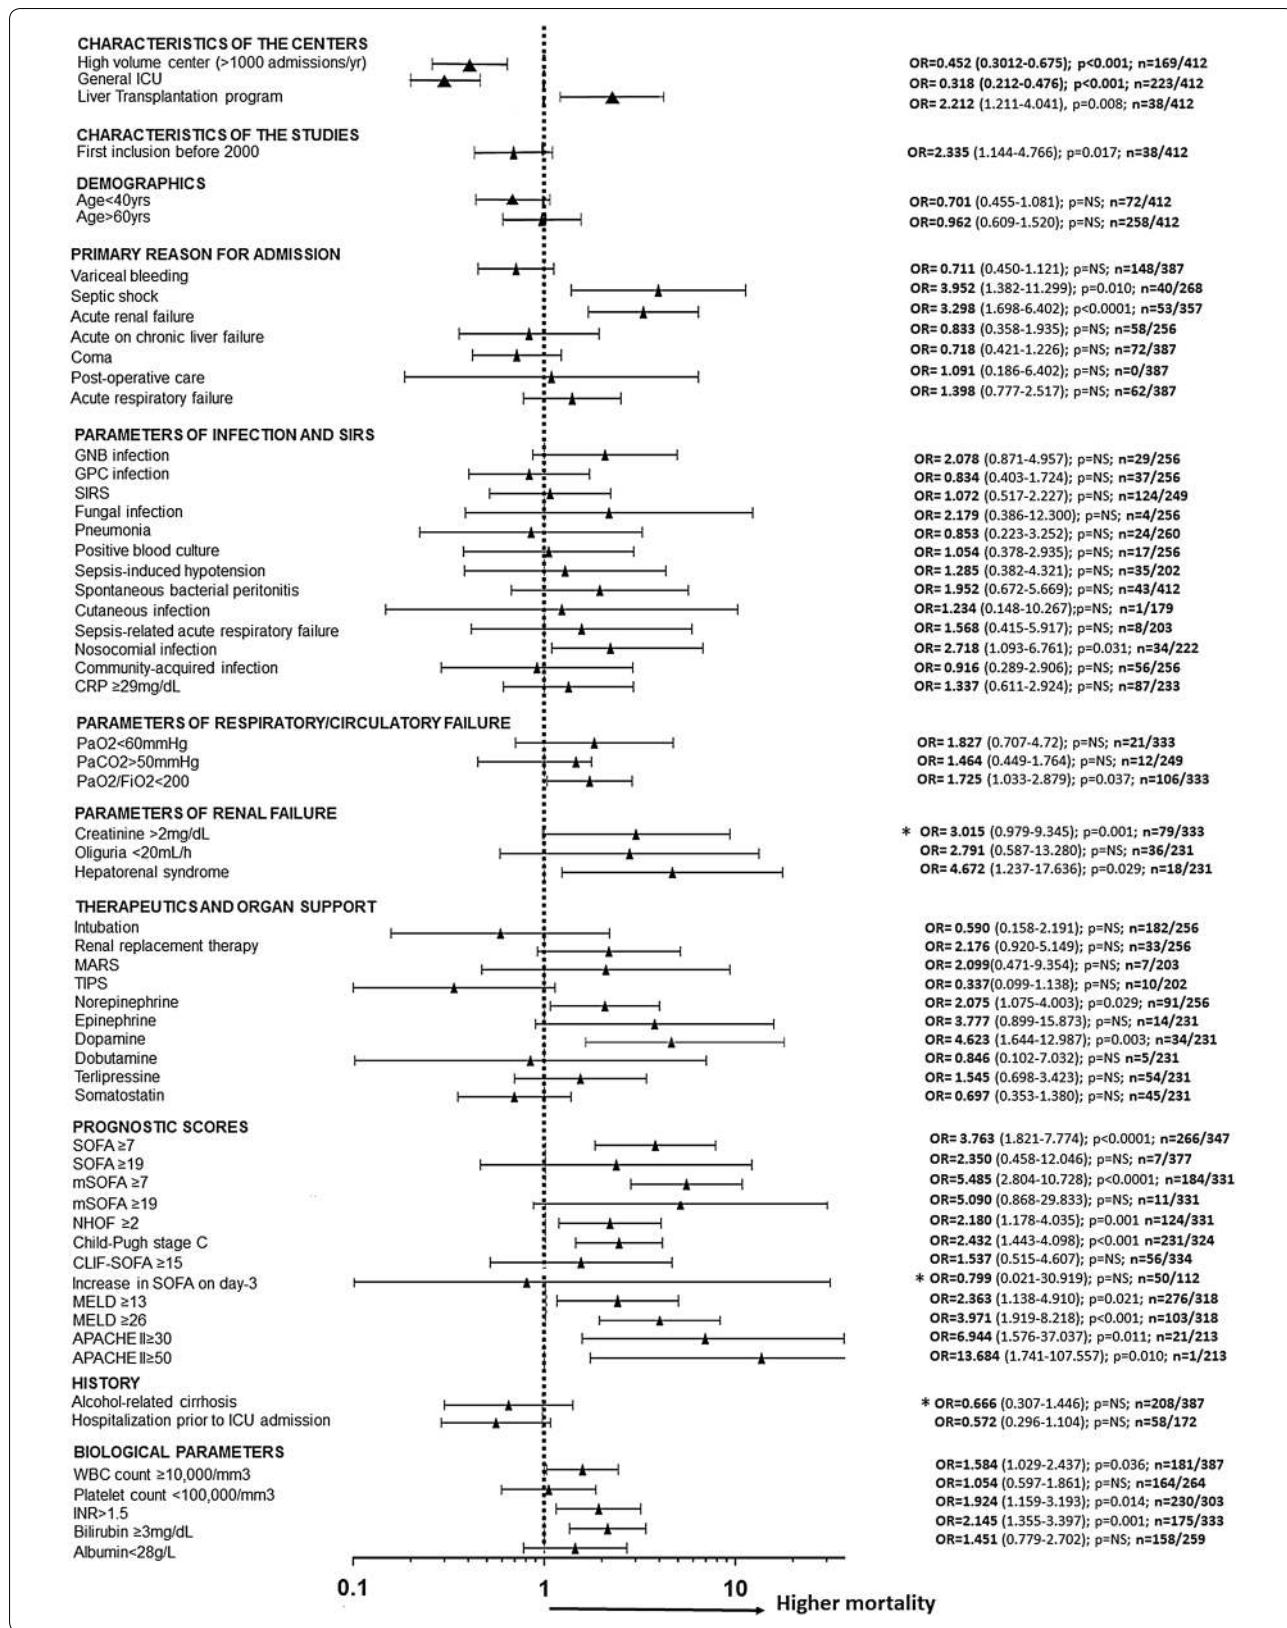 CHARACTERISTICS OF THE CENTERS
High volume center (>1000 admissions/yr) OR=0.452 (0.3012-0.675); p<0.001; n=169/412
General ICU OR=0.318 (0.212-0.476); p<0.001; n=223/412
Liver Transplantation program OR=2.212 (1.211-4.041), p=0.008; n=38/412
CHARACTERISTICS OF THE STUDIES
First inclusion before 2000 OR=2.335 (1.144-4.766); p=0.017; n=38/412
DEMOGRAPHICS
Age<40yrs OR=0.701 (0.455-1.081); p=NS; n=72/412
Age>60yrs OR=0.962 (0.609-1.520); p=NS; n=258/412
PRIMARY REASON FOR ADMISSION
Variceal bleeding OR= 0.711 (0.450-1.121); p=NS; n=148/387
Septic shock OR= 3.952 (1.382-11.299); p=0.010; n=40/268
Acute renal failure OR= 3.298 (1.698-6.402); p<0.0001; n=53/357
Acute on chronic liver failure OR= 0.833 (0.358-1.935); p=NS; n=58/256
Coma OR= 0.718 (0.421-1.226); p=NS; n=72/387
Post-operative care OR= 1.091 (0.186-6.402); p=NS; n=0/387
Acute respiratory failure OR= 1.398 (0.777-2.517); p=NS; n=62/387
PARAMETERS OF INFECTION AND SIRS
GNB infection OR= 2.078 (0.871-4.957); p=NS; n=29/256
GPC infection OR= 0.834 (0.403-1.724); p=NS; n=37/256
SIRS OR= 1.072 (0.517-2.227); p=NS; n=124/249
Fungal infection OR= 2.179 (0.386-12.300); p=NS; n=4/256
Pneumonia OR= 0.853 (0.223-3.252); p=NS; n=24/260
Positive blood culture OR= 1.054 (0.378-2.935); p=NS; n=17/256
Sepsis-induced hypotension OR= 1.285 (0.382-4.321); p=NS; n=35/202
Spontaneous bacterial peritonitis OR= 1.952 (0.672-5.669); p=NS; n=43/412
Cutaneous infection OR=1.234 (0.148-10.267);p=NS; n=1/179
Sepsis-related acute respiratory failure OR= 1.568 (0.415-5.917); p=NS; n=8/203
Nosocomial infection OR= 2.718 (1.093-6.761); p=0.031; n=34/222
Community-acquired infection OR= 0.916 (0.289-2.906); p=NS; n=56/256
CRP ≥29mg/dL OR= 1.337 (0.611-2.924); p=NS; n=87/233
PARAMETERS OF RESPIRATORY/CIRCULATORY FAILURE
PaO2<60mmHg OR= 1.827 (0.707-4.72); p=NS; n=21/333
PaCO2>50mmHg OR= 1.464 (0.449-1.764); p=NS; n=12/249
PaO2/FiO2<200 OR= 1.725 (1.033-2.879); p=0.037; n=106/333
PARAMETERS OF RENAL FAILURE
Creatinine >2mg/dL * OR= 3.015 (0.979-9.345); p=0.001; n=79/333
Oliguria <20mL/h OR= 2.791 (0.587-13.280); p=NS; n=36/231
Hepatorenal syndrome OR= 4.672 (1.237-17.636); p=0.029; n=18/231
THERAPEUTICS AND ORGAN SUPPORT
Intubation OR= 0.590 (0.158-2.191); p=NS; n=182/256
Renal replacement therapy OR= 2.176 (0.920-5.149); p=NS; n=33/256
MARS OR= 2.099(0.471-9.354); p=NS; n=7/203
TIPS OR= 0.337(0.099-1.138); p=NS; n=10/202
Norepinephrine OR= 2.075 (1.075-4.003); p=0.029; n=91/256
Epinephrine OR= 3.777 (0.899-15.873); p=NS; n=14/231
Dopamine OR= 4.623 (1.644-12.987); p=0.003; n=34/231
Dobutamine OR= 0.846 (0.102-7.032); p=NS n=5/231
Terlipressine OR= 1.545 (0.698-3.423); p=NS; n=54/231
Somatostatin OR= 0.697 (0.353-1.380); p=NS; n=45/231
PROGNOSTIC SCORES
SOFA ≥7 OR= 3.763 (1.821-7.774); p<0.0001; n=266/347
SOFA ≥19 OR=2.350 (0.458-12.046); p=NS; n=7/377
mSOFA ≥7 OR=5.485 (2.804-10.728); p<0.0001; n=184/331
mSOFA ≥19 OR=5.090 (0.868-29.833); p=NS; n=11/331
NHOF ≥2 OR=2.180 (1.178-4.035); p=0.001 n=124/331
Child-Pugh stage C OR=2.432 (1.443-4.098); p<0.001 n=231/324
CLIF-SOFA ≥15 OR=1.537 (0.515-4.607); p=NS; n=56/334
Increase in SOFA on day-3 * OR=0.799 (0.021-30.919); p=NS; n=50/112
MELD ≥13 OR=2.363 (1.138-4.910); p=0.021; n=276/318
MELD ≥26 OR=3.971 (1.919-8.218); p<0.001; n=103/318
APACHE II≥30 OR=6.944 (1.576-37.037); p=0.011; n=21/213
APACHE II≥50 OR=13.684 (1.741-107.557); p=0.010; n=1/213
HISTORY
Alcohol-related cirrhosis * OR=0.666 (0.307-1.446); p=NS; n=208/387
Hospitalization prior to ICU admission OR=0.572 (0.296-1.104); p=NS; n=58/172
BIOLOGICAL PARAMETERS
WBC count ≥10,000/mm3 OR=1.584 (1.029-2.437); p=0.036; n=181/387
Platelet count <100,000/mm3 OR=1.054 (0.597-1.861); p=NS; n=164/264
INR>1.5 OR=1.924 (1.159-3.193); p=0.014; n=230/303
Bilirubin ≥3mg/dL OR=2.145 (1.355-3.397); p=0.001; n=175/333
Albumin<28g/L OR=1.451 (0.779-2.702); p=NS; n=158/259
0.1 1 10
Higher mortality